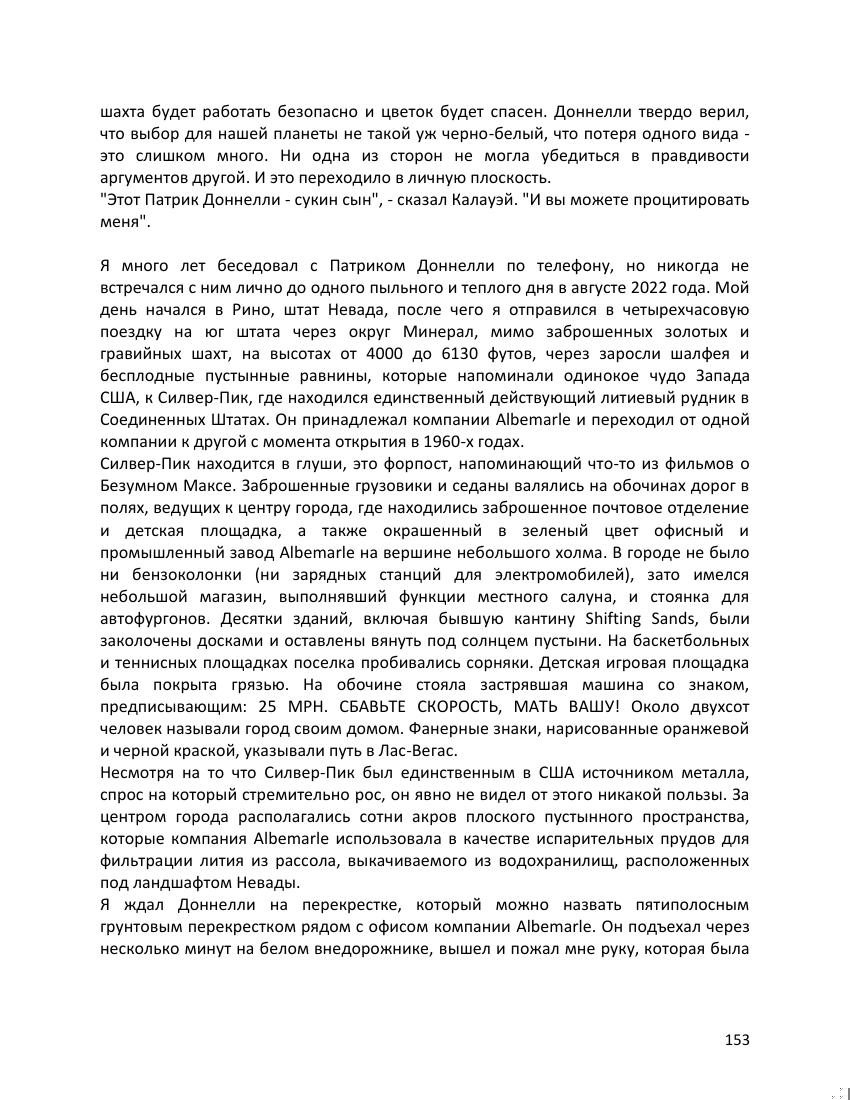 шахта будет работать безопасно и цветок будет спасен. Доннелли твердо верил,
что выбор для нашей планеты не такой уж черно-белый, что потеря одного вида -
это слишком много. Ни одна из сторон не могла убедиться в правдивости
аргументов другой. И это переходило в личную плоскость.
"Этот Патрик Доннелли - сукин сын", - сказал Калауэй. "И вы можете процитировать
меня".
Я много лет беседовал с Патриком Доннелли по телефону, но никогда не
встречался с ним лично до одного пыльного и теплого дня в августе 2022 года. Мой
день начался в Рино, штат Невада, после чего я отправился в четырехчасовую
поездку на юг штата через округ Минерал, мимо заброшенных золотых и
гравийных шахт, на высотах от 4000 до 6130 футов, через заросли шалфея и
бесплодные пустынные равнины, которые напоминали одинокое чудо Запада
США, к Силвер-Пик, где находился единственный действующий литиевый рудник в
Соединенных Штатах. Он принадлежал компании Albemarle и переходил от одной
компании к другой с момента открытия в 1960-х годах.
Силвер-Пик находится в глуши, это форпост, напоминающий что-то из фильмов о
Безумном Максе. Заброшенные грузовики и седаны валялись на обочинах дорог в
полях, ведущих к центру города, где находились заброшенное почтовое отделение
и детская площадка, а также окрашенный в зеленый цвет офисный и
промышленный завод Albemarle на вершине небольшого холма. В городе не было
ни бензоколонки (ни зарядных станций для электромобилей), зато имелся
небольшой магазин, выполнявший функции местного салуна, и стоянка для
автофургонов. Десятки зданий, включая бывшую кантину Shifting Sands, были
заколочены досками и оставлены вянуть под солнцем пустыни. На баскетбольных
и теннисных площадках поселка пробивались сорняки. Детская игровая площадка
была покрыта грязью. На обочине стояла застрявшая машина со знаком,
предписывающим: 25 МРН. СБАВЬТЕ СКОРОСТЬ, МАТЬ ВАШУ! Около двухсот
человек называли город своим домом. Фанерные знаки, нарисованные оранжевой
и черной краской, указывали путь в Лас-Вегас.
Несмотря на то что Силвер-Пик был единственным в США источником металла,
спрос на который стремительно рос, он явно не видел от этого никакой пользы. За
центром города располагались сотни акров плоского пустынного пространства,
которые компания Albemarle использовала в качестве испарительных прудов для
фильтрации лития из рассола, выкачиваемого из водохранилищ, расположенных
под ландшафтом Невады.
Я ждал Доннелли на перекрестке, который можно назвать пятиполосным
грунтовым перекрестком рядом с офисом компании Albemarle. Он подъехал через
несколько минут на белом внедорожнике, вышел и пожал мне руку, которая была
153